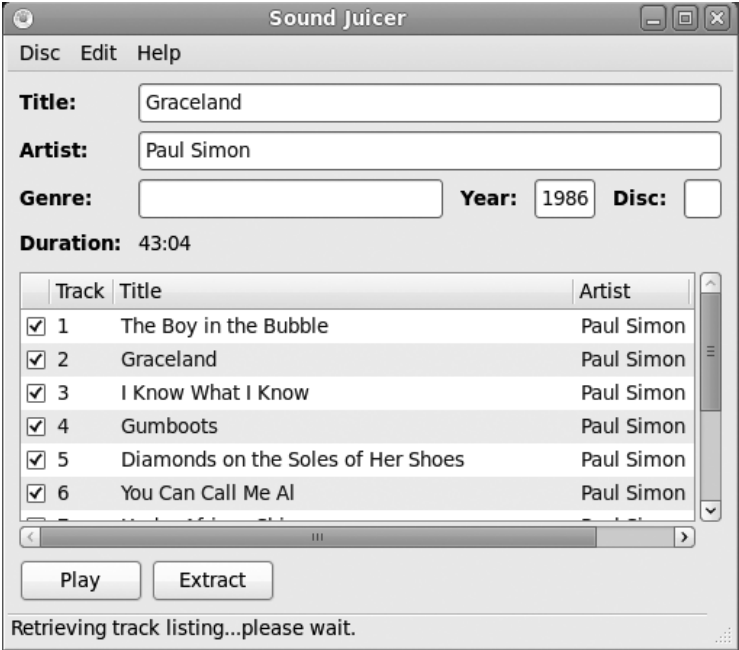 Sound Juicer
Disc Edit Help
Title: Graceland
Artist: Paul Simon
Genre: Year: 1986 Disc:
Duration: 43:04
Track Title Artist
1 The Boy in the Bubble Paul Simon
2 Graceland Paul Simon
3 I Know What I Know Paul Simon
4 Gumboots Paul Simon
5 Diamonds on the Soles of Her Shoes Paul Simon
6 You Can Call Me Al Paul Simon
Play Extract
Retrieving track listing...please wait.